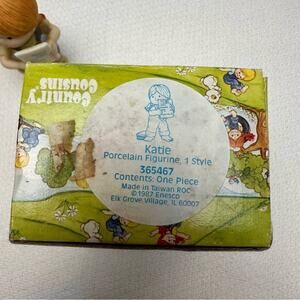 Country
Cousins
Katie
Porcelain Figurine, 1 Style
365467
Contents: One Piece
Made in Taiwan ROC
© 1987 Enesco
Elk Grove Village, IL 60007